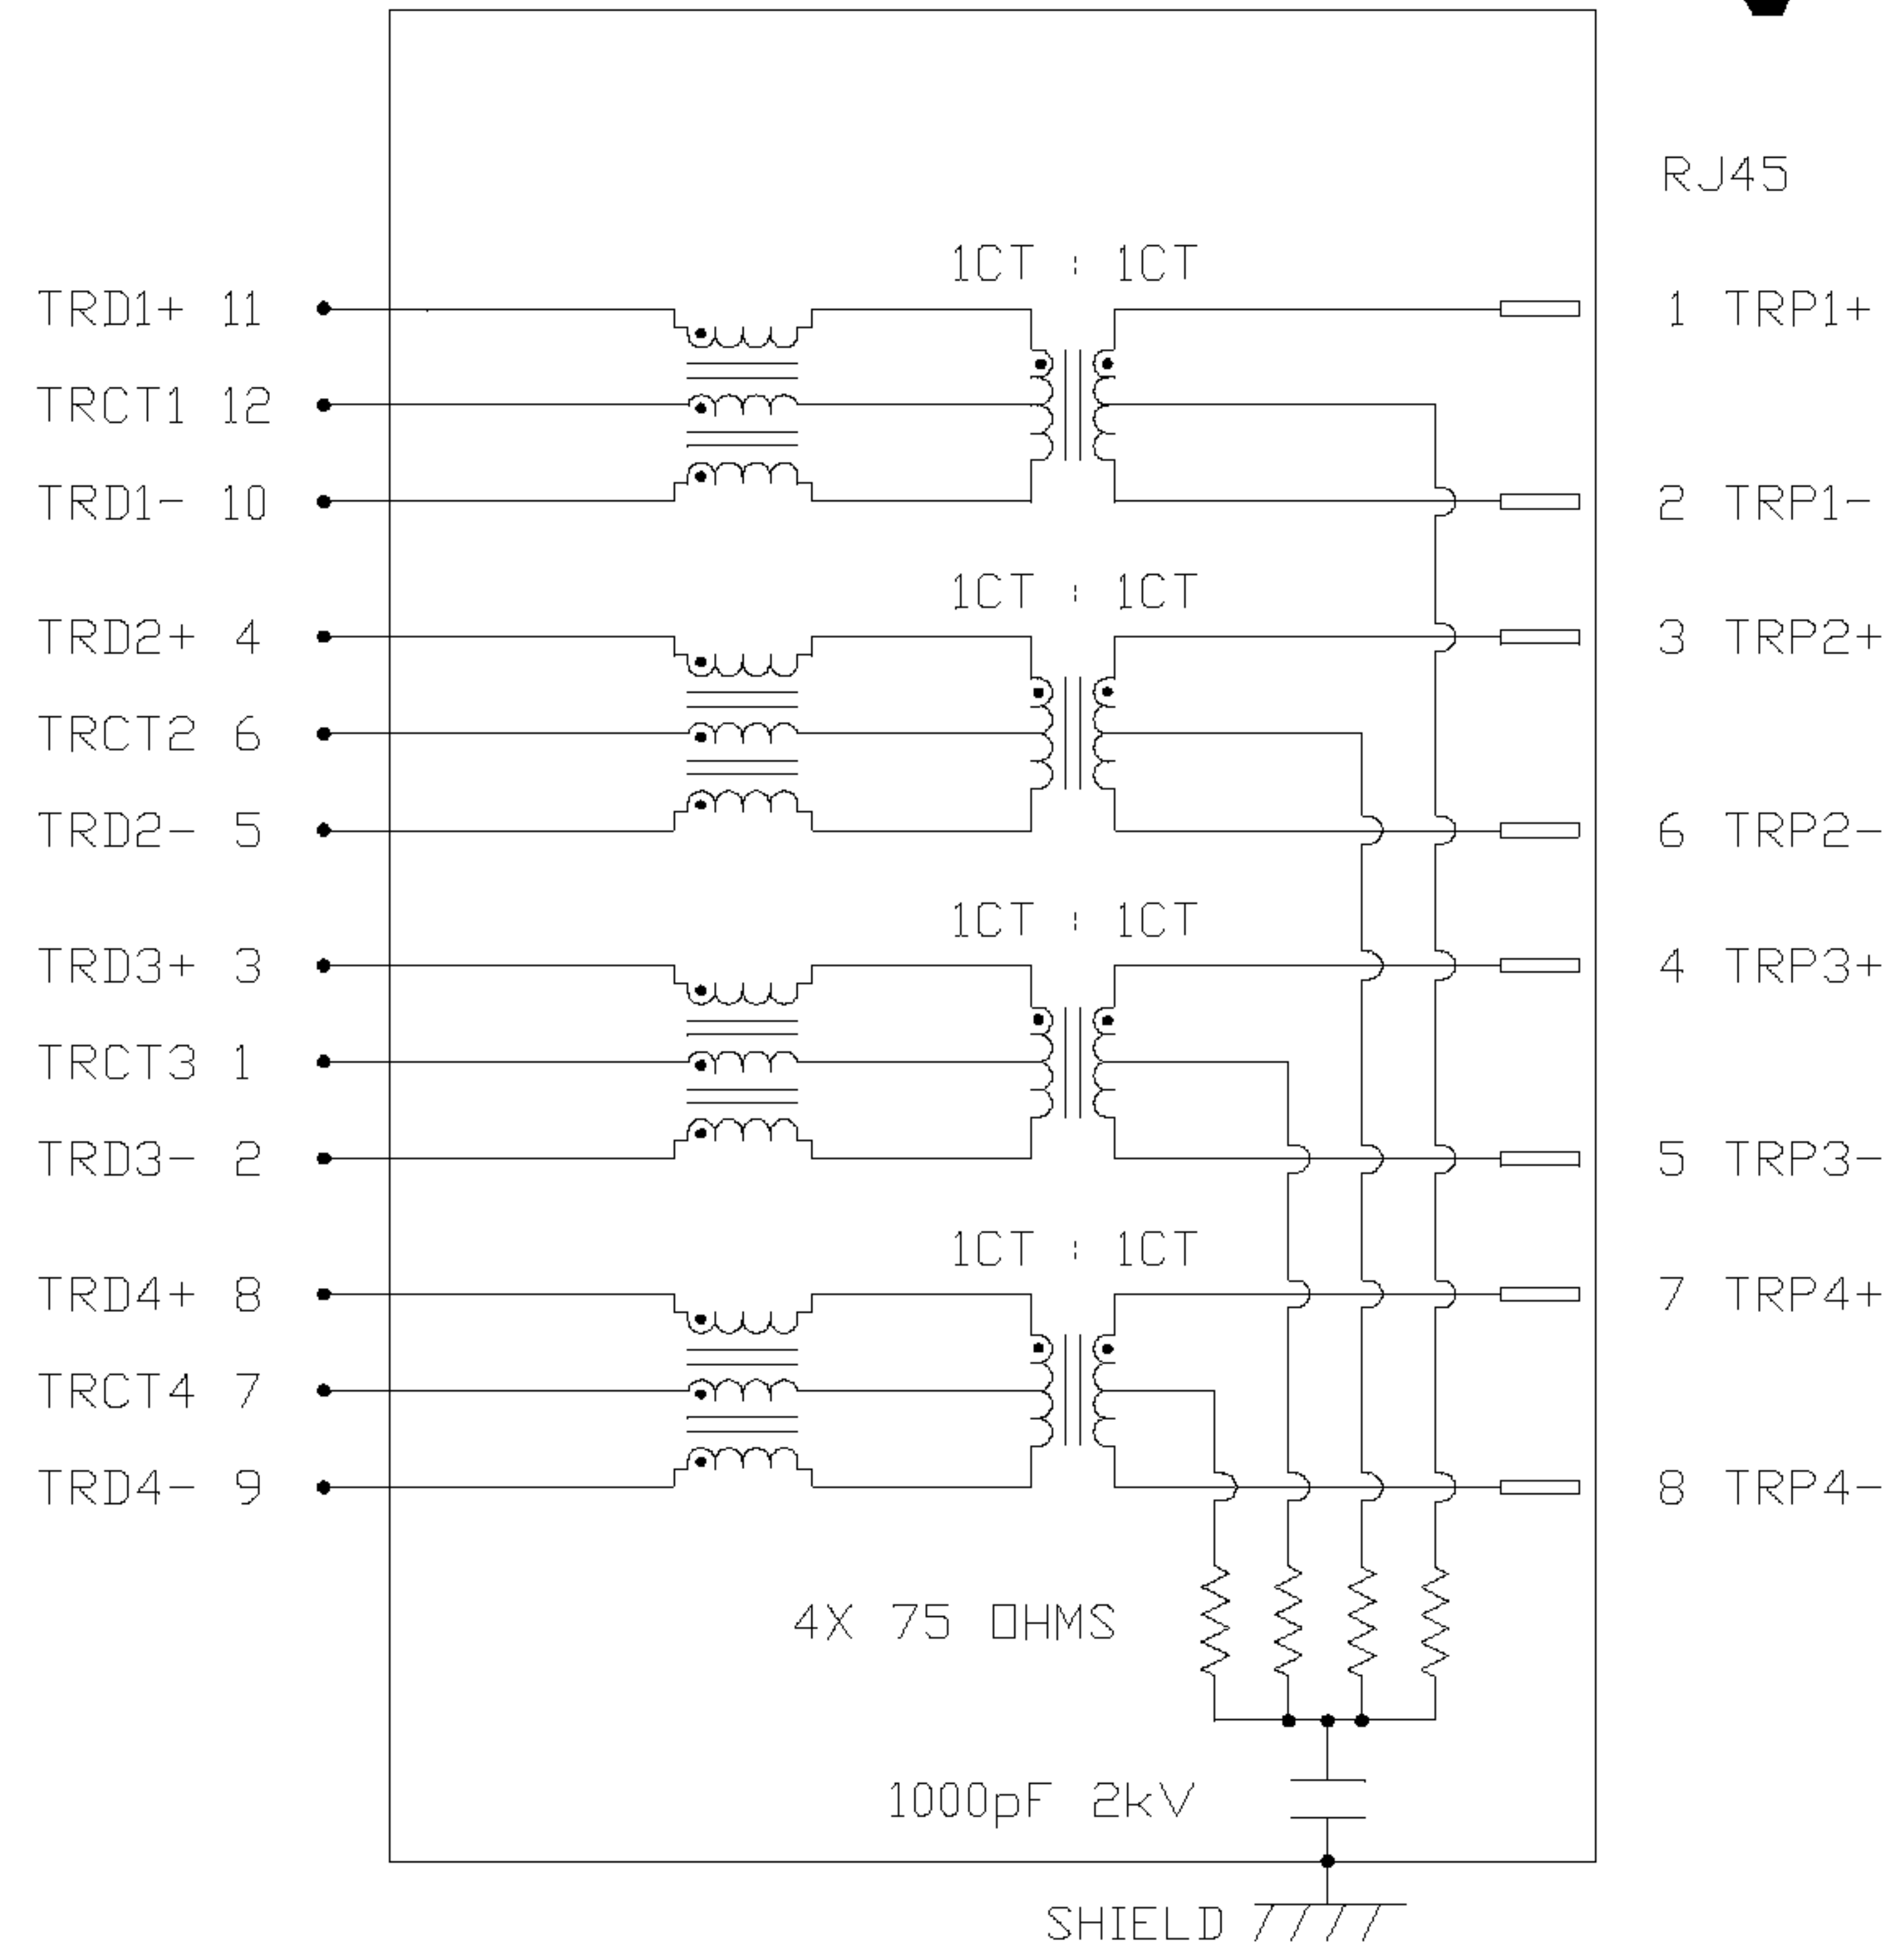 RJ45
1CT : 1CT
TRD1+ 11 1 TRP1+
TRCT1 12
TRD1- 10 2 TRP1-
1CT : 1CT
TRD2+ 4 3 TRP2+
TRCT2 6
TRD2- 5 6 TRP2-
1CT : 1CT
TRD3+ 3 4 TRP3+
TRCT3 1
TRD3- 2 5 TRP3-
1CT : 1CT
TRD4+ 8 7 TRP4+
TRCT4 7
TRD4- 9 8 TRP4-
4X 75 OHMS
1000pF 2kV
SHIELD